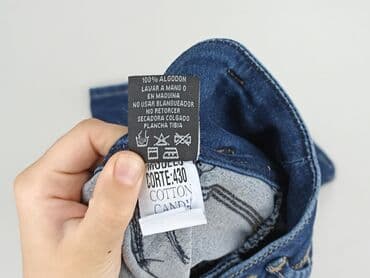 100% ALGODON
LAVAR A MANO O
EN MAQUINA
NO USAR BLANQUEADOR
NO RETORCER
SECADORA COLGADO
PLANCHA TIBIA
MODELO
CORTE:430
COTTON
CANDY